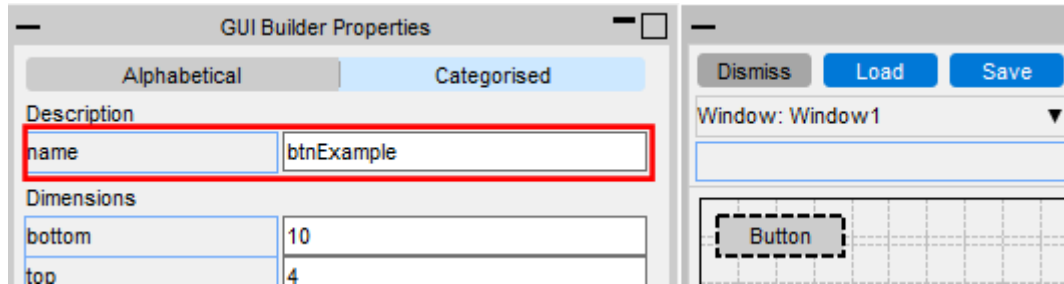 GUI Builder Properties
Alphabetical Categorised
Description
name btnExample
Dimensions
bottom 10
top 4
Dismiss Load Save
Window: Window1
Button